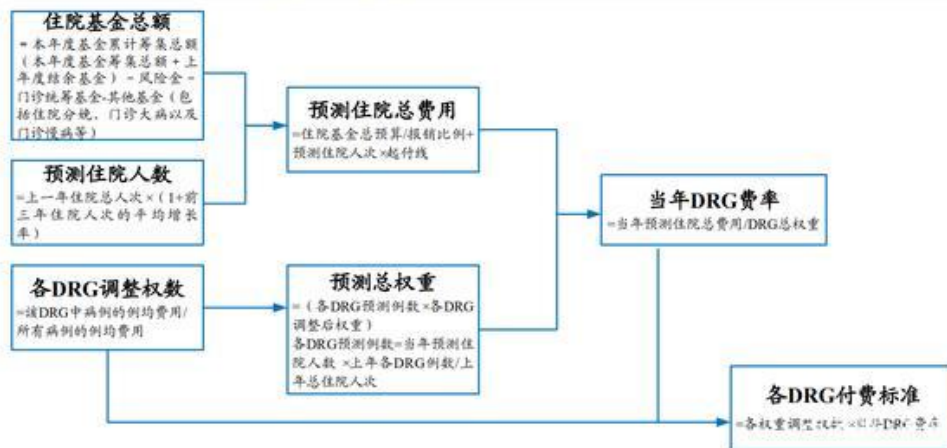 住院基金总额
=本年度基金累计筹集总额
（本年度基金筹集总额+上
年度结余基金）-风险金-
门诊统筹基金-其他基金（包
括住院分娩、门诊大病以及
门诊慢病等）
预测住院人数
=上一年住院总人次×（1+前
三年住院人次的平均增长
率）
各DRG调整权数
=该DRG中病例的例均费用/
所有病例的例均费用
预测住院总费用
=住院基金总预算/报销比例+
预测住院人次×起付线
预测总权重
=（各DRG预测例数×各DRG
调整后权重）
各DRG预测例数=当年预测住
院人数 ×上年各DRG例数/上
年总住院人次
当年DRG费率
=当年预测住院总费用/DRG总权重
各DRG付费标准
=各权重调整